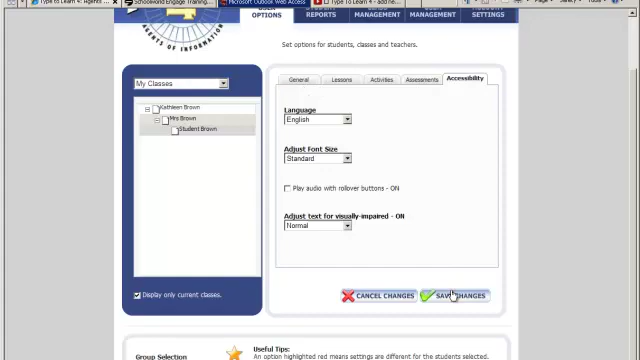 Type to Learn 4: Agents
Schoolworld Engage Training,
Microsoft Outlook Web Access
Type To Learn 4 - add ne
Page
Safety
OPTIONS
REPORTS
MANAGEMENT
MANAGEMENT
SETTINGS
AGENTS OF INFORMATION
Set options for students, classes and teachers.
My Classes
Kathleen Brown
Mrs Brown
Student Brown
Display only current classes.
General
Lessons
Activities
Assessments
Accessibility
Language
English
Adjust Font Size
Standard
Play audio with rollover buttons - ON
Adjust text for visually-impaired - ON
Normal
CANCEL CHANGES
SAVE CHANGES
Group Selection
Useful Tips:
An option highlighted red means settings are different for the students selected.